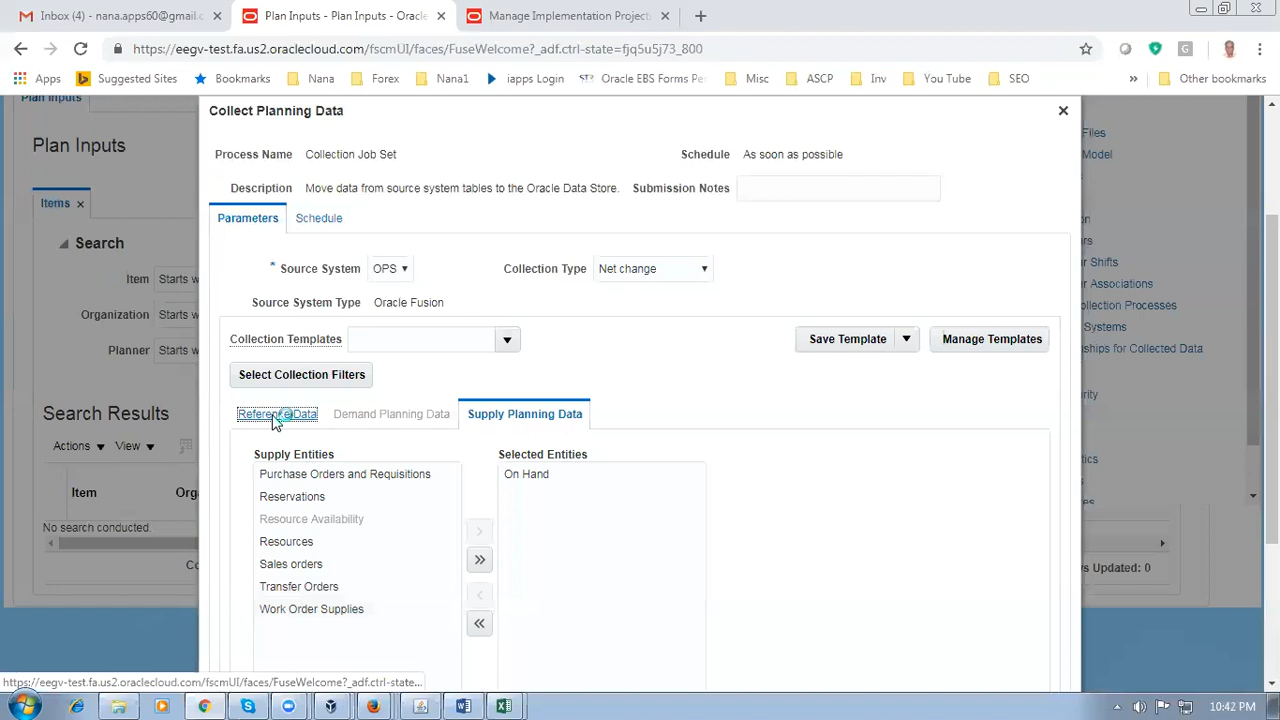 Inbox (4) - nana.apps60@gmail.c
Plan Inputs - Plan Inputs - Oracle
Manage Implementation Project
https://eegv-test.fa.us2.oraclecloud.com/fscmUI/faces/FuseWelcome?_adf.ctrl-state=fjq5u5j73_800
Apps
Suggested Sites
Bookmarks
Nana
Forex
Nana1
iapps Login
Oracle EBS Forms Pe
Misc
ASCP
Inv
You Tube
SEO
»
Other bookmarks
Plan Inputs
Plan Inputs
Items
Search
Item Starts w
Organization Starts w
Planner Starts w
Search Results
Actions View
Item Orga
No search conducted.
Co
Collect Planning Data
Process Name Collection Job Set
Schedule As soon as possible
Description Move data from source system tables to the Oracle Data Store.
Submission Notes
Parameters Schedule
* Source System OPS
Collection Type Net change
Source System Type Oracle Fusion
Collection Templates
Save Template
Manage Templates
Select Collection Filters
Reference Data
Demand Planning Data
Supply Planning Data
Supply Entities
Purchase Orders and Requisitions
Reservations
Resource Availability
Resources
Sales orders
Transfer Orders
Work Order Supplies
Selected Entities
On Hand
Files
Model
n
rs
r Shifts
r Associations
ollection Processes
Systems
nships for Collected Data
ng
tics
s
es
s Updated: 0
https://eegv-test.fa.us2.oraclecloud.com/fscmUI/faces/FuseWelcome?_adf.ctrl-state...
10:42 PM